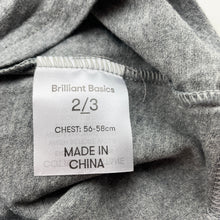 Brilliant Basics
2/3
CHEST: 56-58cm
MADE IN
CHINA